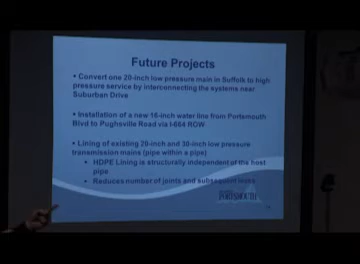 Future Projects
• Convert one 20-inch low pressure main in Suffolk to high
pressure service by interconnecting the systems near
Suburban Drive
• Installation of a new 16-inch water line from Portsmouth
Blvd to Pughsville Road via I-664 ROW
• Lining of existing 20-inch and 30-inch low pressure
transmission mains (pipe within a pipe)
• HDPE Lining is structurally independent of the host
pipe
• Reduces number of joints and subsequent leaks
PORTSMOUTH